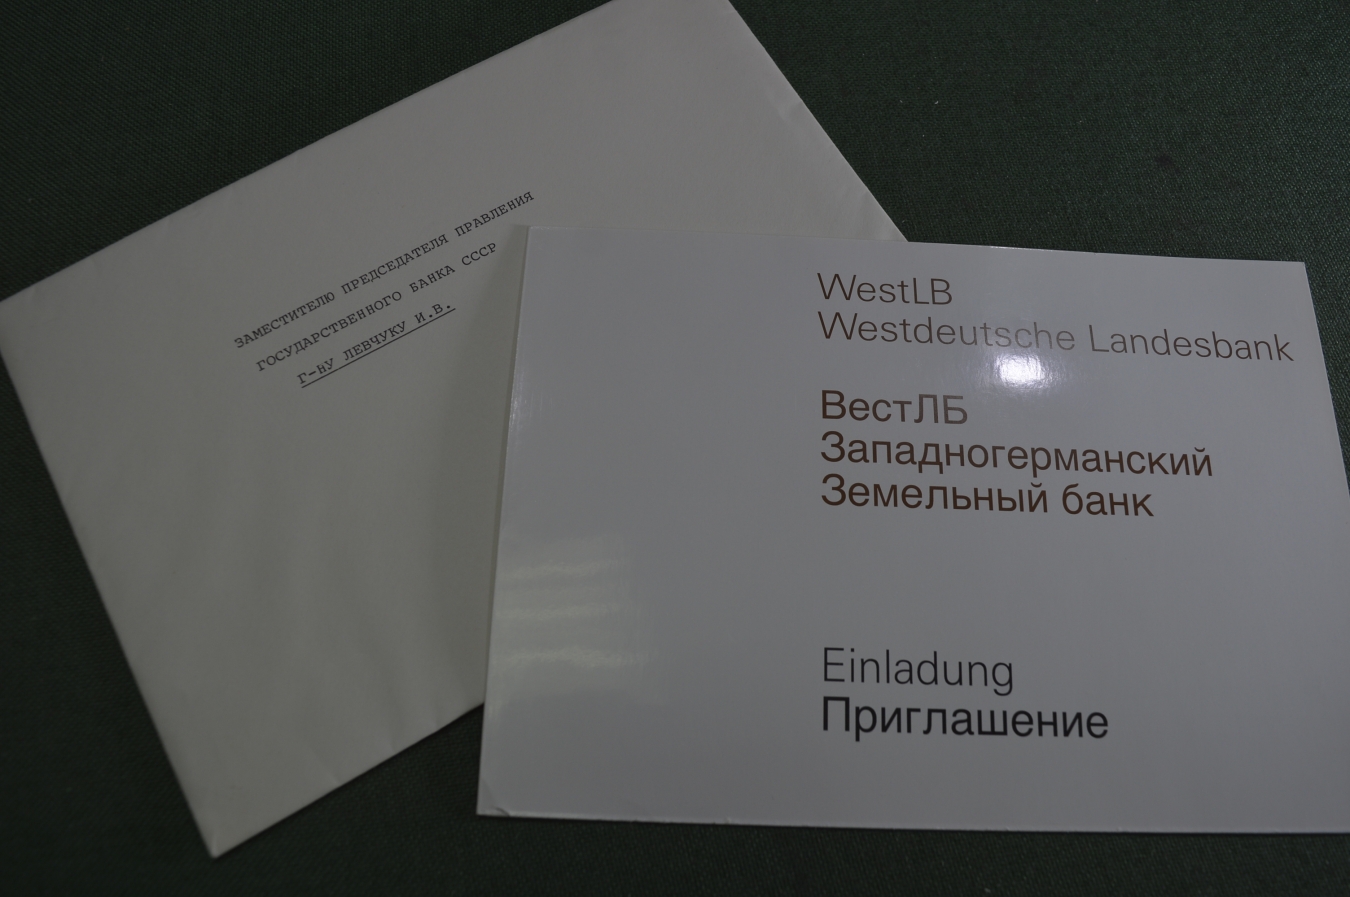 ЗАМЕСТИТЕЛЮ ПРЕДСЕДАТЕЛЯ ПРАВЛЕНИЯ
ГОСУДАРСТВЕННОГО БАНКА СССР
Г-нУ ЛЕВЧУКУ И.В.
WestLB
Westdeutsche Landesbank
ВестЛБ
Западногерманский
Земельный банк
Einladung
Приглашение